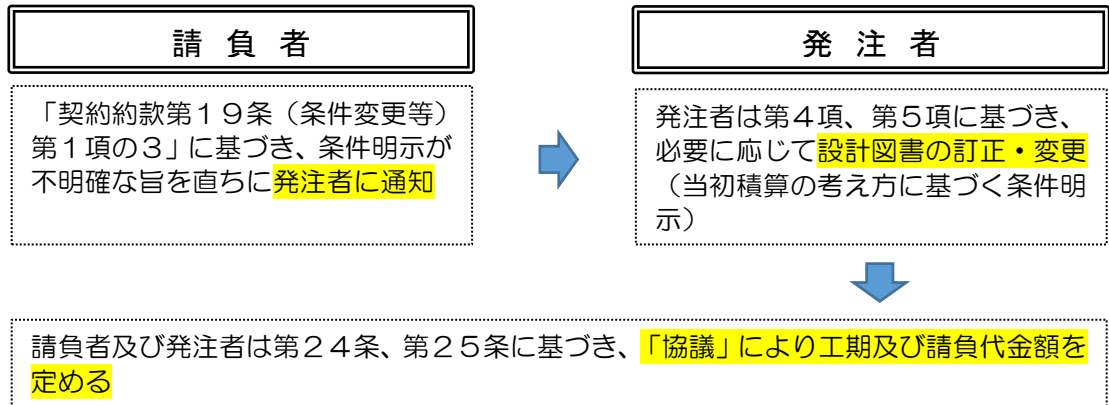 請 負 者
発 注 者
「契約約款第１９条（条件変更等）
第１項の３」に基づき、条件明示が
不明確な旨を直ちに発注者に通知
発注者は第４項、第５項に基づき、
必要に応じて設計図書の訂正・変更
（当初積算の考え方に基づく条件明
示）
請負者及び発注者は第２４条、第２５条に基づき、「協議」により工期及び請負代金額を
定める